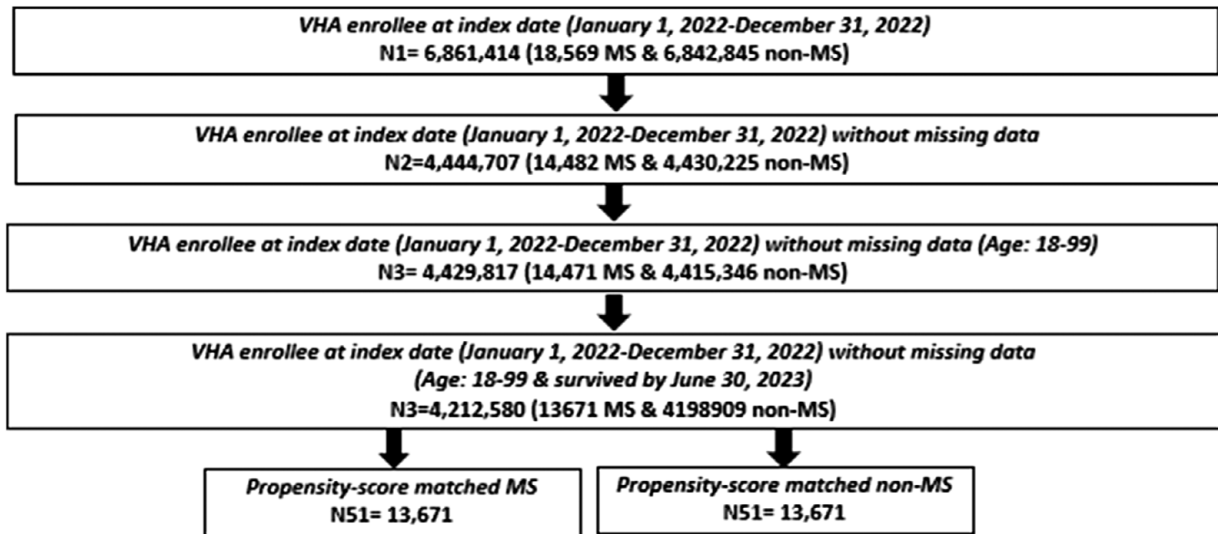 VHA enrollee at index date (January 1, 2022-December 31, 2022)
N1= 6,861,414 (18,569 MS & 6,842,845 non-MS)
VHA enrollee at index date (January 1, 2022-December 31, 2022) without missing data
N2=4,444,707 (14,482 MS & 4,430,225 non-MS)
VHA enrollee at index date (January 1, 2022-December 31, 2022) without missing data (Age: 18-99)
N3= 4,429,817 (14,471 MS & 4,415,346 non-MS)
VHA enrollee at index date (January 1, 2022-December 31, 2022) without missing data
(Age: 18-99 & survived by June 30, 2023)
N3=4,212,580 (13671 MS & 4198909 non-MS)
Propensity-score matched MS
N51= 13,671
Propensity-score matched non-MS
N51= 13,671